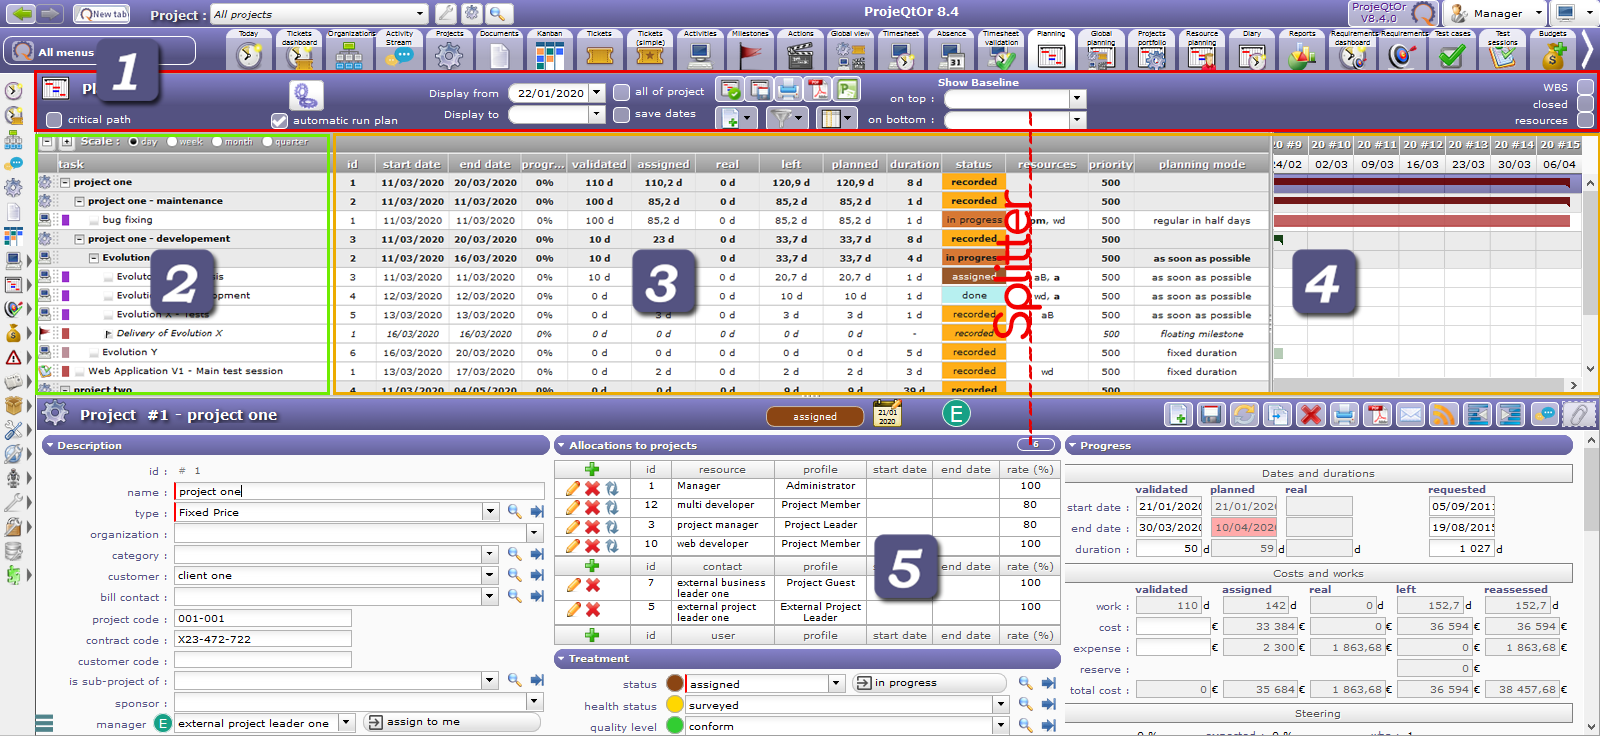 New tab
Project :
All projects
ProjeQtOr 8.4
ProjeQtOr
V8.4.0
Manager
All menus
Today
Tickets dashboard
Organizations
Activity Stream
Projects
Documents
Kanban
Tickets
Tickets (simple)
Activities
Milestones
Actions
Global view
Timesheet
Absence
Timesheet validation
Planning
Global planning
Projects portfolio
Resource planning
Diary
Reports
Requirements dashboard
Requirements
Test cases
Test sessions
Budgets
1
critical path
automatic run plan
Display from
22/01/2020
Display to
all of project
save dates
Show Baseline
on top :
on bottom :
WBS
closed
resources
Scale :
day
week
month
quarter
task
id start date end date progr... validated assigned real left planned duration status resources priority planning mode
20 #9 20 #10 20 #11 20 #12 20 #13 20 #14 20 #15
24/02 02/03 09/03 16/03 23/03 30/03 06/04
project one 1 11/03/2020 20/03/2020 0% 110 d 110,2 d 0 d 120,9 d 120,9 d 8 d recorded 500
project one - maintenance 2 11/03/2020 11/03/2020 0% 100 d 85,2 d 0 d 85,2 d 85,2 d 1 d recorded 500
bug fixing 1 11/03/2020 11/03/2020 0% 100 d 85,2 d 0 d 85,2 d 85,2 d 1 d in progress om, wd 500 regular in half days
project one - developement 3 11/03/2020 20/03/2020 0% 10 d 23 d 0 d 33,7 d 33,7 d 8 d recorded 500
Evolution 2 11/03/2020 16/03/2020 0% 10 d 0 d 33,7 d 33,7 d 4 d in progress 500 as soon as possible
3 11/03/2020 11/03/2020 0% 10 d 0 d 20,7 d 20,7 d 1 d assigned aB, a 500 as soon as possible
4 12/03/2020 12/03/2020 0% 0 d 0 d 10 d 10 d 1 d done wd, a 500 as soon as possible
Evolution X - Tests 5 13/03/2020 13/03/2020 0% 0 d 3 d 0 d 3 d 3 d 1 d recorded aB 500 as soon as possible
Delivery of Evolution X 1 16/03/2020 16/03/2020 0% 0 d 0 d 0 d 0 d 0 d - recorded 500 floating milestone
Evolution Y 6 16/03/2020 20/03/2020 0% 0 d 0 d 0 d 0 d 0 d 5 d recorded 500 fixed duration
Web Application V1 - Main test session 1 13/03/2020 17/03/2020 0% 0 d 2 d 0 d 2 d 2 d 3 d recorded wd 500 fixed duration
project two 4 11/03/2020 04/05/2020 0% 0 d 9 d 0 d 9 d 9 d 39 d recorded 500
2
3
4
Splitter
Project #1 - project one
assigned
21/01
2020
E
Description
id : # 1
name : project one
type : Fixed Price
organization :
category :
customer : client one
bill contact :
project code : 001-001
contract code : X23-472-722
customer code :
is sub-project of :
sponsor :
manager E external project leader one
assign to me
Allocations to projects
6
id resource profile start date end date rate (%)
1 Manager Administrator 100
12 multi developer Project Member 80
3 project manager Project Leader 80
10 web developer Project Member 100
id contact profile end date rate (%)
7 external business leader one Project Guest 100
5 external project leader one External Project Leader 100
id user profile start date end date rate (%)
5
Treatment
status assigned
in progress
health status surveyed
quality level conform
Progress
Dates and durations
validated planned real requested
start date : 21/01/2020 21/01/2020 05/09/201
end date : 30/03/2020 10/04/2020 19/08/201
duration : 50 d 59 d d 1 027 d
Costs and works
validated assigned real left reassessed
work : 110 d 142 d 0 d 152,7 d 152,7 d
cost : € 33 384 € 0 € 36 594 € 36 594 €
expense : € 2 300 € 1 863,68 € 0 € 1 863,68 €
reserve : 0 €
total cost : 0 € 35 684 € 1 863,68 € 36 594 € 38 457,68 €
Steering